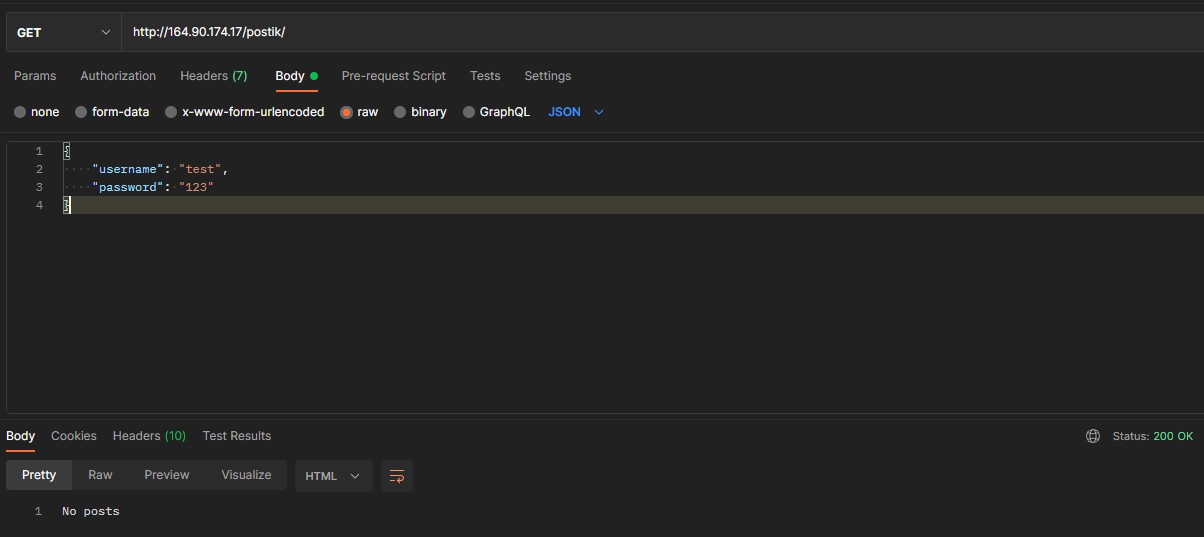 GET http://164.90.174.17/postik/
Params Authorization Headers (7) Body Pre-request Script Tests Settings
none form-data x-www-form-urlencoded raw binary GraphQL JSON
1 {
2 "username": "test",
3 "password": "123"
4 }
Body Cookies Headers (10) Test Results Status: 200 OK
Pretty Raw Preview Visualize HTML
1 No posts